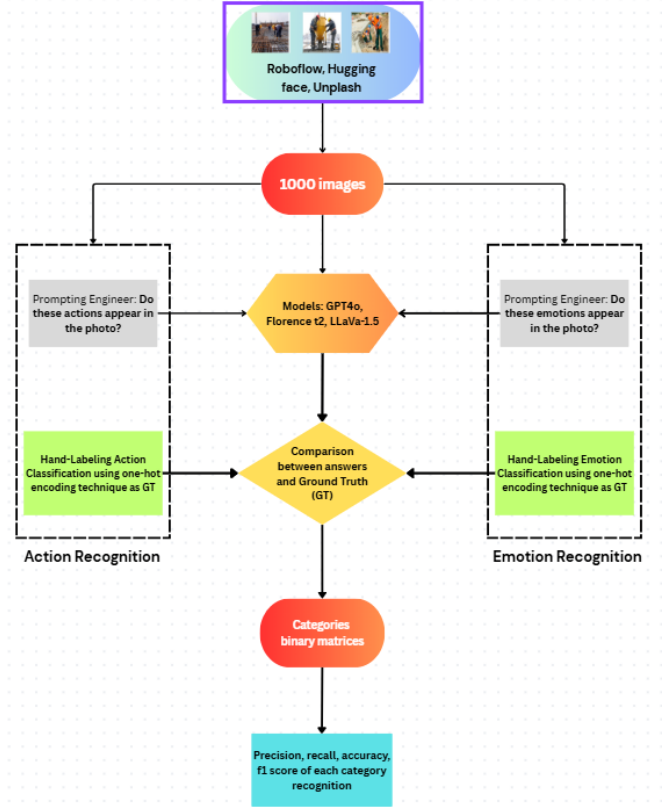 Roboflow, Hugging
face, Unplash
1000 images
Prompting Engineer: Do
these actions appear
in the photo?
Models: GPT4o,
Florence t2, LLaVa-1.5
Prompting Engineer: Do
these emotions appear
in the photo?
Hand-Labeling Action
Classification using one-hot
encoding technique as GT
Comparison
between answers
and Ground Truth
(GT)
Hand-Labeling Emotion
Classification using one-hot
encoding technique as GT
Action Recognition
Emotion Recognition
Categories
binary matrices
Precision, recall, accuracy,
f1 score of each category
recognition